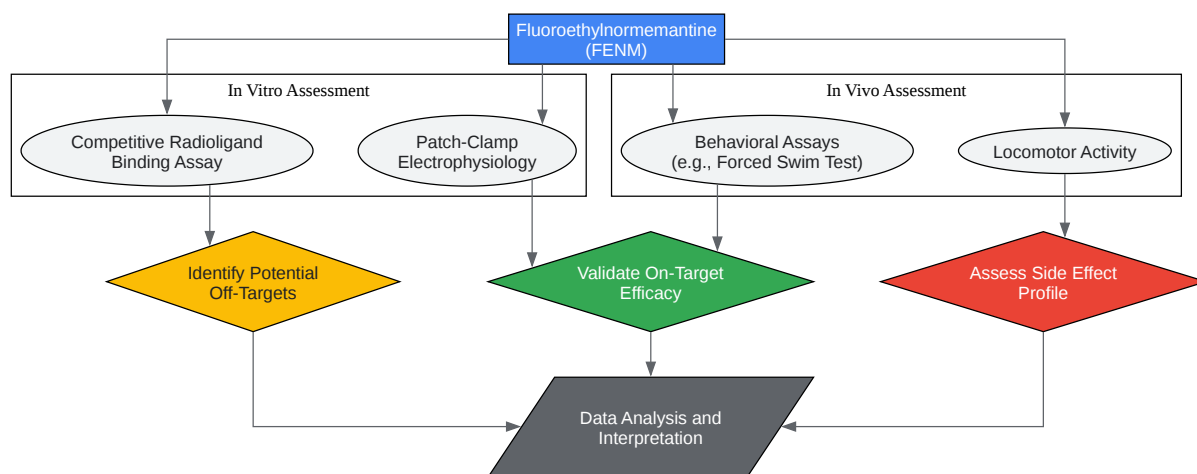 Fluoroethylnormemantine
(FENM)
In Vitro Assessment
In Vivo Assessment
Competitive Radioligand
Binding Assay
Patch-Clamp
Electrophysiology
Behavioral Assays
(e.g., Forced Swim Test)
Locomotor Activity
Identify Potential
Off-Targets
Validate On-Target
Efficacy
Assess Side Effect
Profile
Data Analysis and
Interpretation